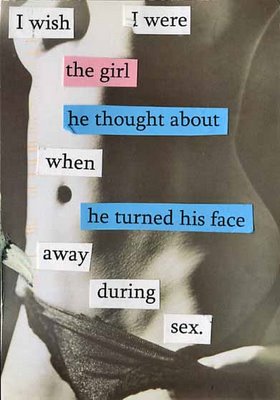 I wish I were
the girl
he thought about
when
he turned his face
away
during
sex.